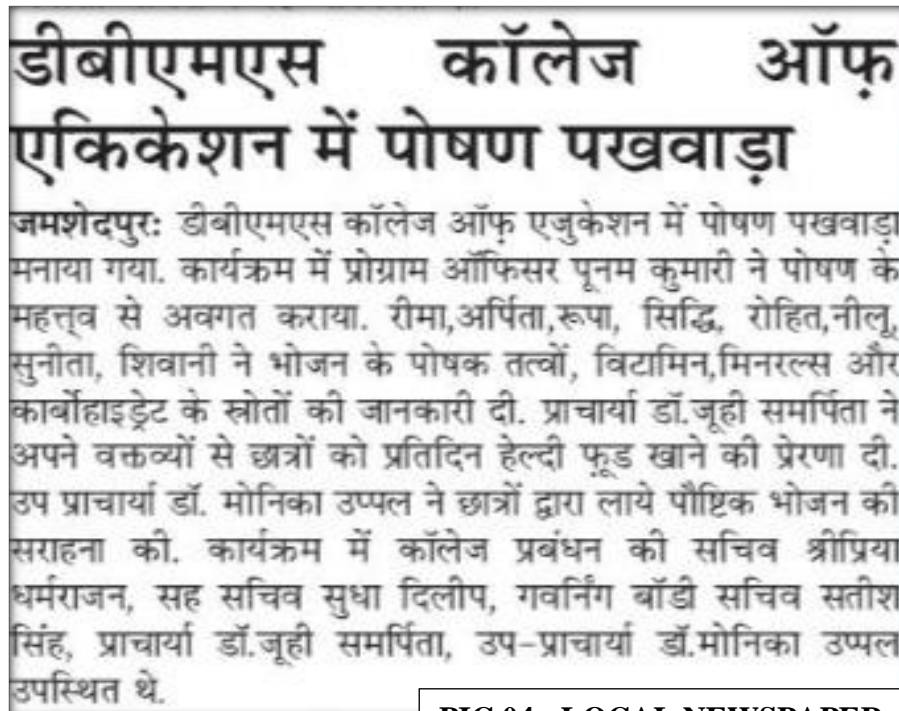 डीबीएमएस कॉलेज ऑफ़
एकिकेशन में पोषण पखवाड़ा
जमशेदपुर: डीबीएमएस कॉलेज ऑफ़ एजुकेशन में पोषण पखवाड़ा
मनाया गया. कार्यक्रम में प्रोग्राम ऑफिसर पूनम कुमारी ने पोषण के
महत्त्व से अवगत कराया. रीमा,अर्पिता,रूपा, सिद्धि, रोहित,नीलू,
सुनीता, शिवानी ने भोजन के पोषक तत्वों, विटामिन,मिनरल्स और
कार्बोहाइड्रेट के स्त्रोतों की जानकारी दी. प्राचार्या डॉ.जूही समर्पिता ने
अपने वक्तव्यों से छात्रों को प्रतिदिन हेल्दी फ़ूड खाने की प्रेरणा दी.
उप प्राचार्या डॉ. मोनिका उप्पल ने छात्रों द्वारा लाये पौष्टिक भोजन की
सराहना की. कार्यक्रम में कॉलेज प्रबंधन की सचिव श्रीप्रिया
धर्मराजन, सह सचिव सुधा दिलीप, गवर्निंग बॉडी सचिव सतीश
सिंह, प्राचार्या डॉ.जूही समर्पिता, उप-प्राचार्या डॉ.मोनिका उप्पल
उपस्थित थे.